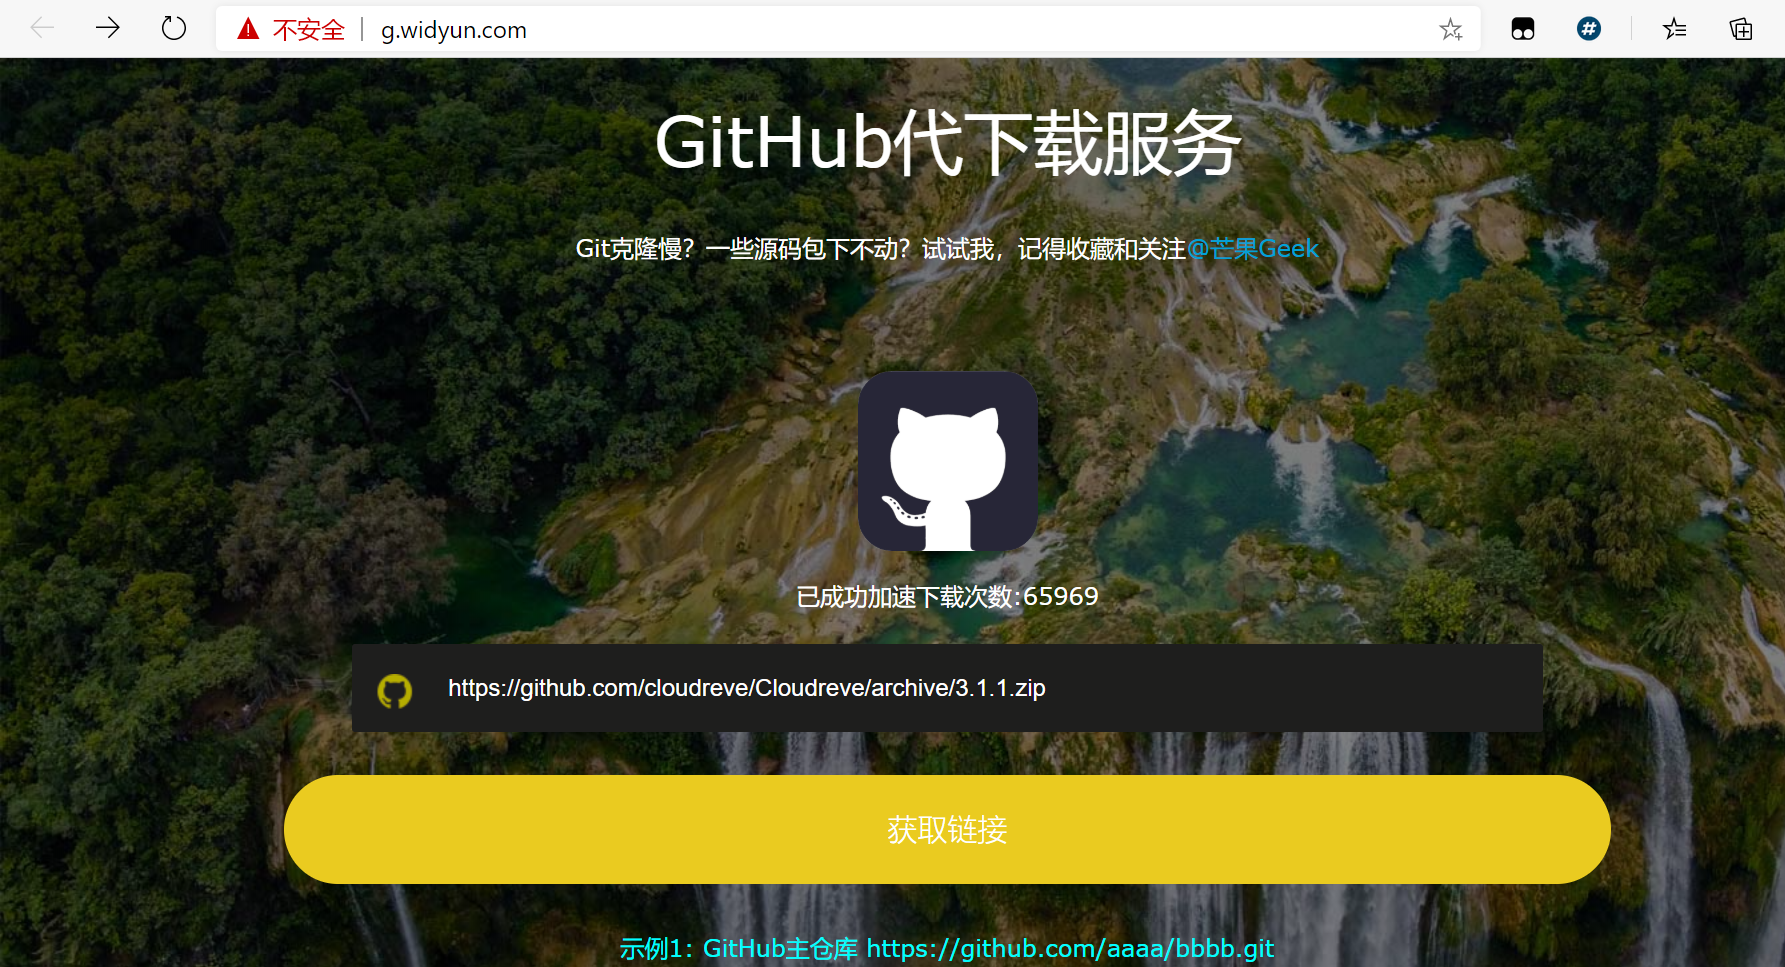 不安全 | g.widyun.com
GitHub代下载服务
Git克隆慢？一些源码包下不动？试试我，记得收藏和关注@芒果Geek
已成功加速下载次数:65969
https://github.com/cloudreve/Cloudreve/archive/3.1.1.zip
获取链接
示例1：GitHub主仓库 https://github.com/aaaa/bbbb.git